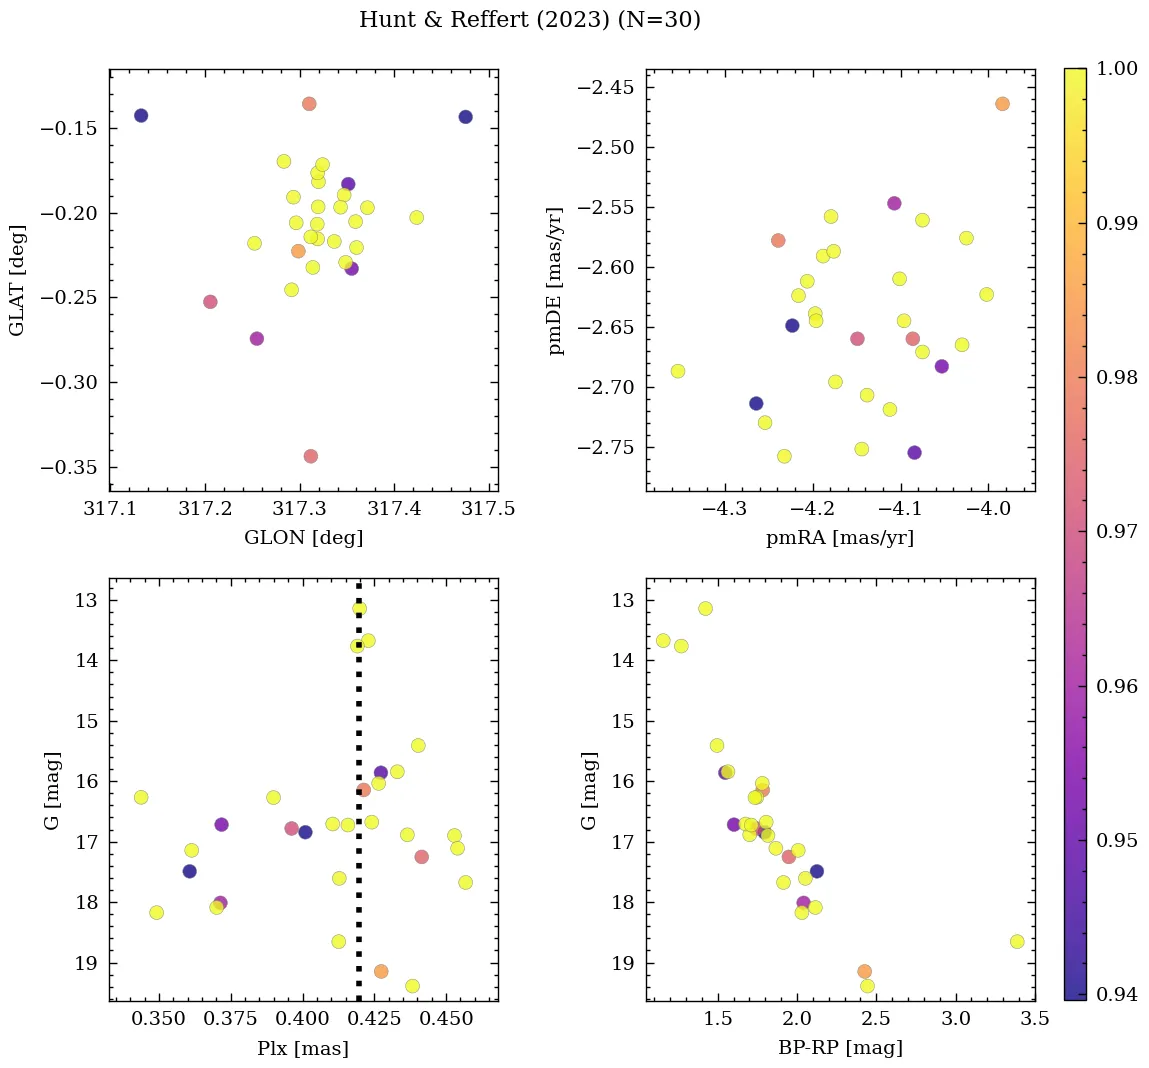 Hunt & Reffert (2023) (N=30)
−0.15
−0.20
−0.25
−0.30
−0.35
GLAT [deg]
317.1 317.2 317.3 317.4 317.5
GLON [deg]
−2.45
−2.50
−2.55
−2.60
−2.65
−2.70
−2.75
pmDE [mas/yr]
−4.3 −4.2 −4.1 −4.0
pmRA [mas/yr]
1.00
0.99
0.98
0.97
0.96
0.95
0.94
13
14
15
16
17
18
19
G [mag]
0.350 0.375 0.400 0.425 0.450
Plx [mas]
13
14
15
16
17
18
19
G [mag]
1.5 2.0 2.5 3.0 3.5
BP-RP [mag]